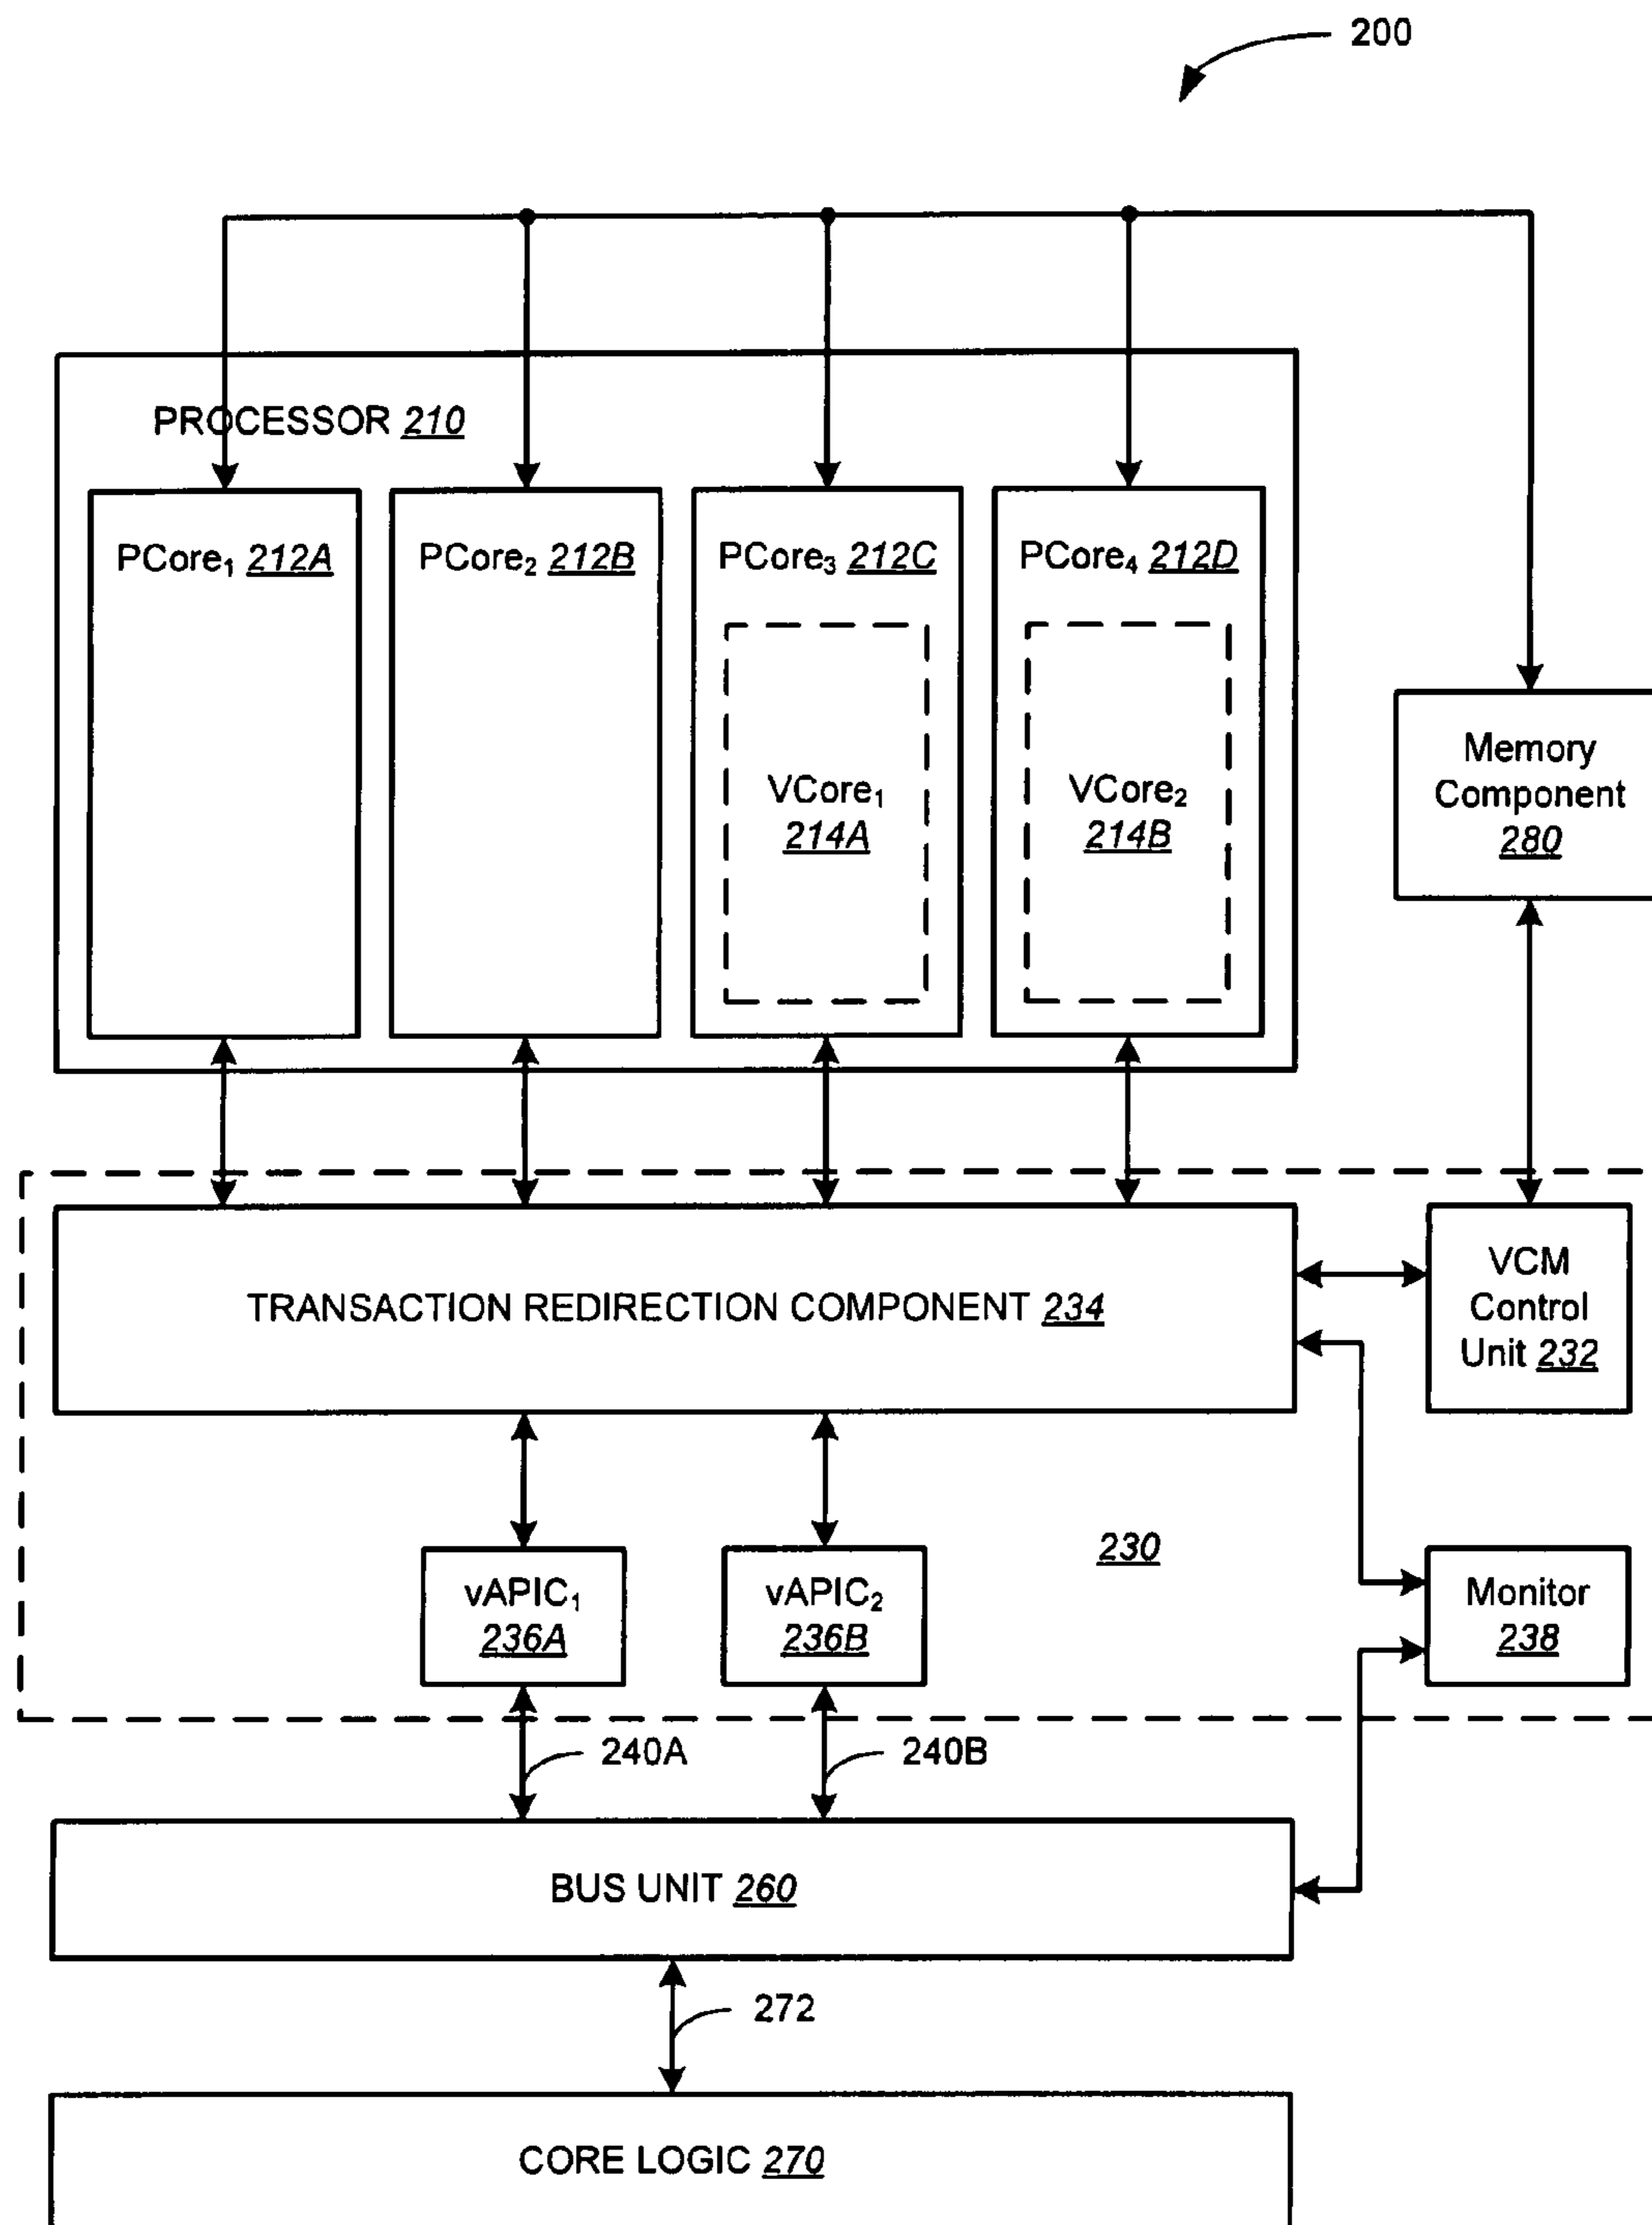 200
PROCESSOR 210
PCore₁ 212A
PCore₂ 212B
PCore₃ 212C
PCore₄ 212D
VCore₁
214A
VCore₂
214B
Memory
Component
280
TRANSACTION REDIRECTION COMPONENT 234
VCM
Control
Unit 232
230
vAPIC₁
236A
vAPIC₂
236B
Monitor
238
240A
240B
BUS UNIT 260
272
CORE LOGIC 270